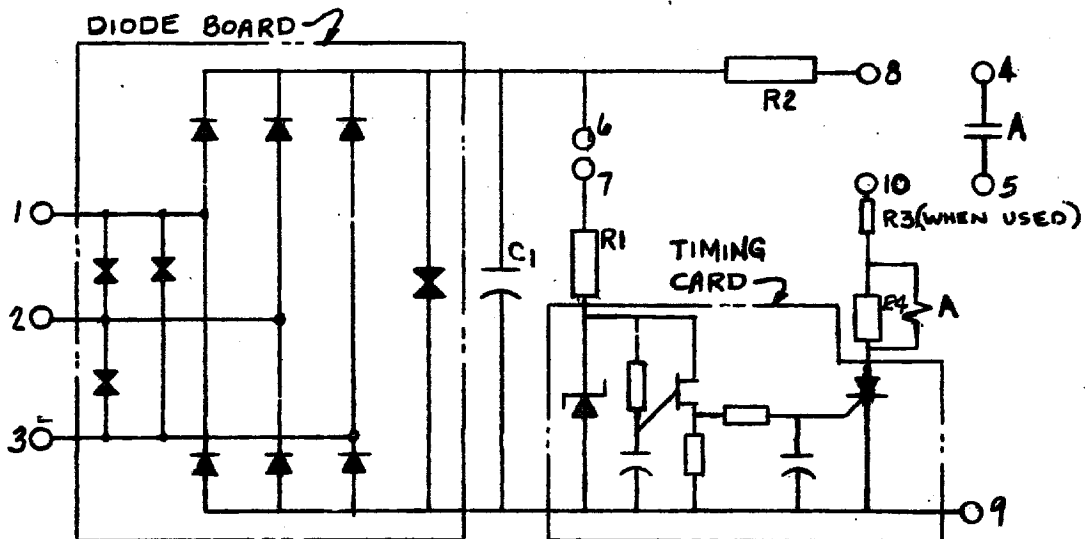 DIODE BOARD
8
R2
4
A
5
6
7
10
R3(WHEN USED)
1
R1
C1
TIMING
CARD
A
2
3
9